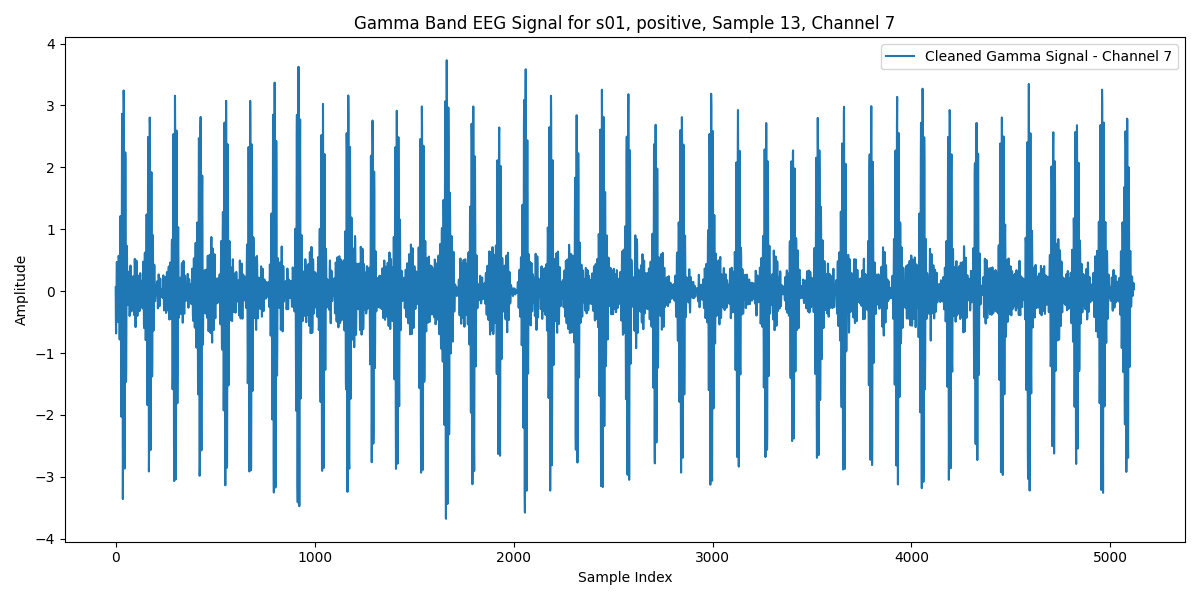 Gamma Band EEG Signal for s01, positive, Sample 13, Channel 7
Cleaned Gamma Signal - Channel 7
Amplitude
4
3
2
1
0
−1
−2
−3
−4
0 1000 2000 3000 4000 5000
Sample Index